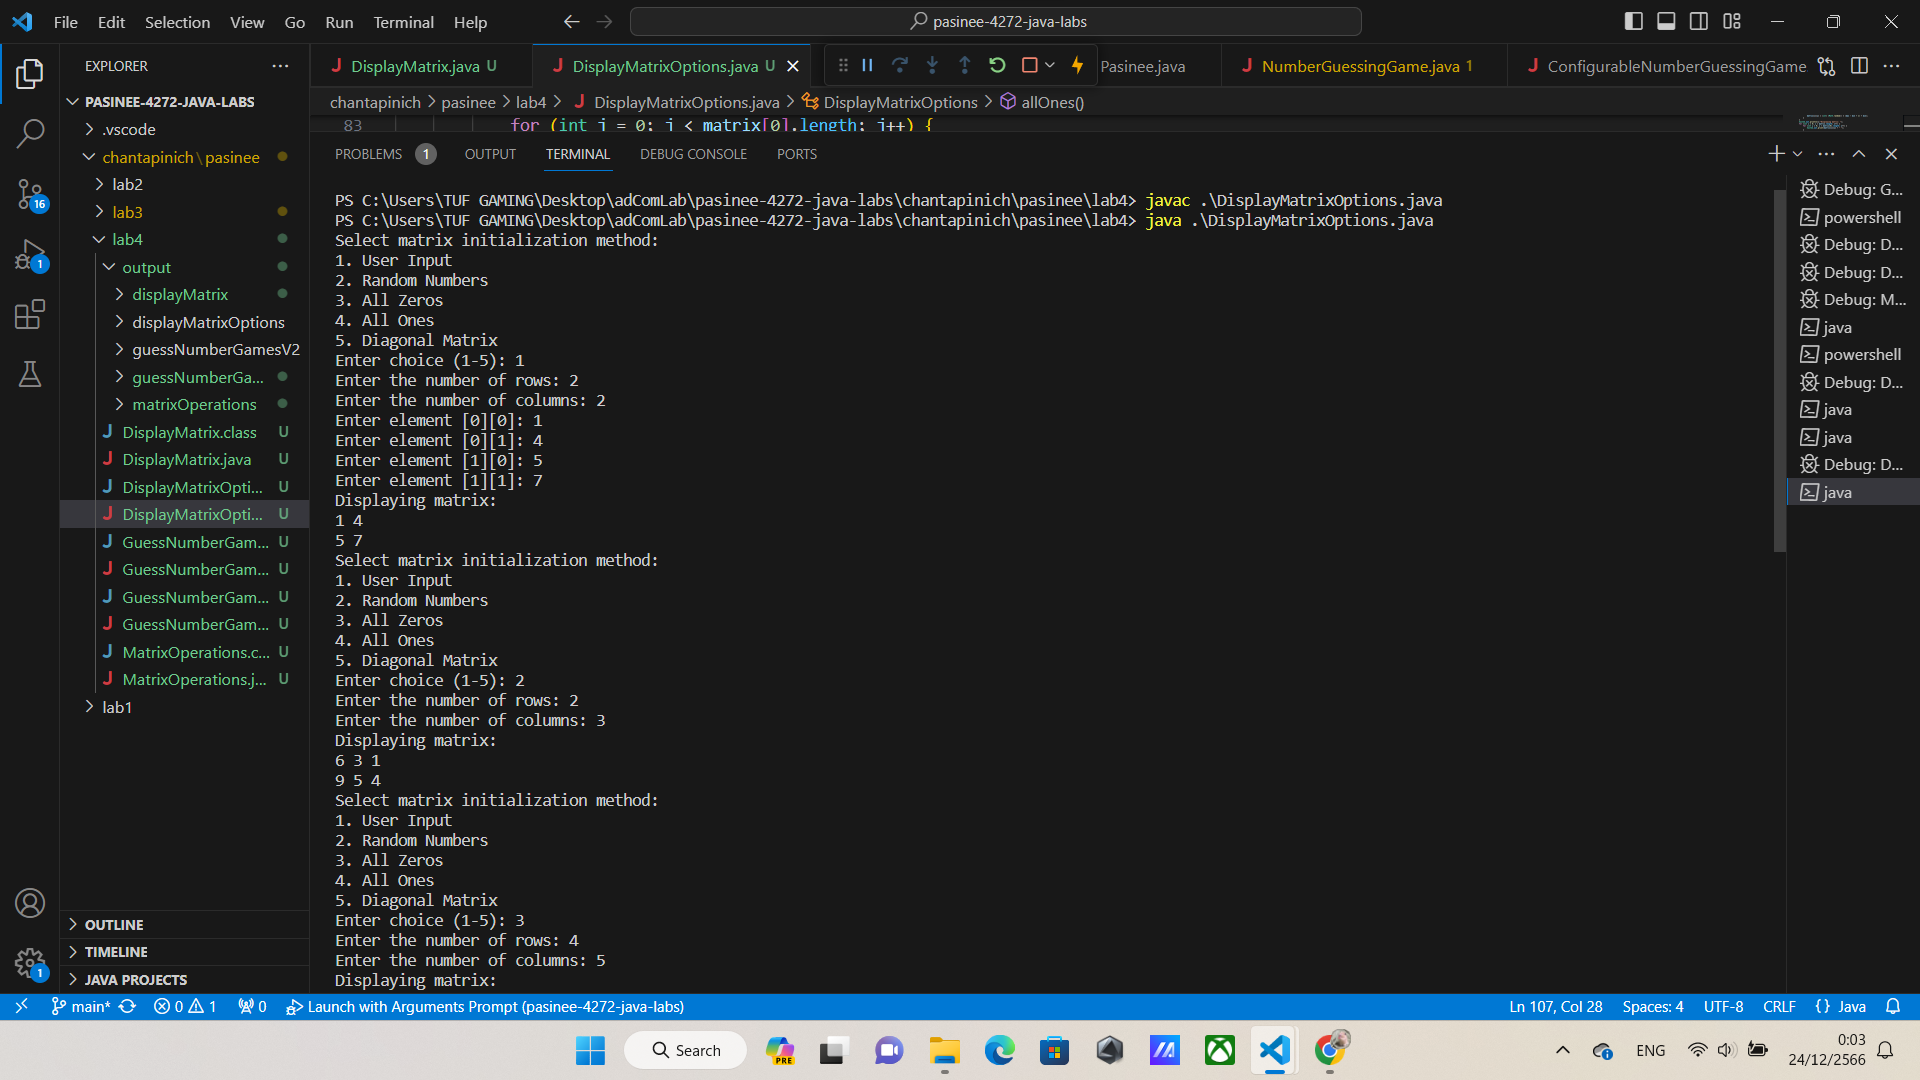 File Edit Selection View Go Run Terminal Help
pasinee-4272-java-labs
EXPLORER
DisplayMatrix.java U
DisplayMatrixOptions.java U
Pasinee.java
NumberGuessingGame.java 1
ConfigurableNumberGuessingGame
PASINEE-4272-JAVA-LABS
chantapinich > pasinee > lab4 > DisplayMatrixOptions.java > DisplayMatrixOptions > allOnes()
83 for (int j = 0; j < matrix[0].length; j++) {
.vscode
chantapinich\pasinee
lab2
lab3
lab4
output
displayMatrix
displayMatrixOptions
guessNumberGamesV2
guessNumberGa...
matrixOperations
DisplayMatrix.class U
DisplayMatrix.java U
DisplayMatrixOpti... U
DisplayMatrixOpti... U
GuessNumberGam... U
GuessNumberGam... U
GuessNumberGam... U
GuessNumberGam... U
MatrixOperations.c... U
MatrixOperations.j... U
lab1
OUTLINE
TIMELINE
JAVA PROJECTS
16
1
1
PROBLEMS 1 OUTPUT TERMINAL DEBUG CONSOLE PORTS
PS C:\Users\TUF GAMING\Desktop\adComLab\pasinee-4272-java-labs\chantapinich\pasinee\lab4> javac .\DisplayMatrixOptions.java
PS C:\Users\TUF GAMING\Desktop\adComLab\pasinee-4272-java-labs\chantapinich\pasinee\lab4> java .\DisplayMatrixOptions.java
Select matrix initialization method:
1. User Input
2. Random Numbers
3. All Zeros
4. All Ones
5. Diagonal Matrix
Enter choice (1-5): 1
Enter the number of rows: 2
Enter the number of columns: 2
Enter element [0][0]: 1
Enter element [0][1]: 4
Enter element [1][0]: 5
Enter element [1][1]: 7
Displaying matrix:
1 4
5 7
Select matrix initialization method:
1. User Input
2. Random Numbers
3. All Zeros
4. All Ones
5. Diagonal Matrix
Enter choice (1-5): 2
Enter the number of rows: 2
Enter the number of columns: 3
Displaying matrix:
6 3 1
9 5 4
Select matrix initialization method:
1. User Input
2. Random Numbers
3. All Zeros
4. All Ones
5. Diagonal Matrix
Enter choice (1-5): 3
Enter the number of rows: 4
Enter the number of columns: 5
Displaying matrix:
Debug: G...
powershell
Debug: D...
Debug: D...
Debug: M...
java
powershell
Debug: D...
java
java
Debug: D...
java
main* 0 1 0 Launch with Arguments Prompt (pasinee-4272-java-labs) Ln 107, Col 28 Spaces: 4 UTF-8 CRLF {} Java
Search
PRE
ENG
0:03
24/12/2566